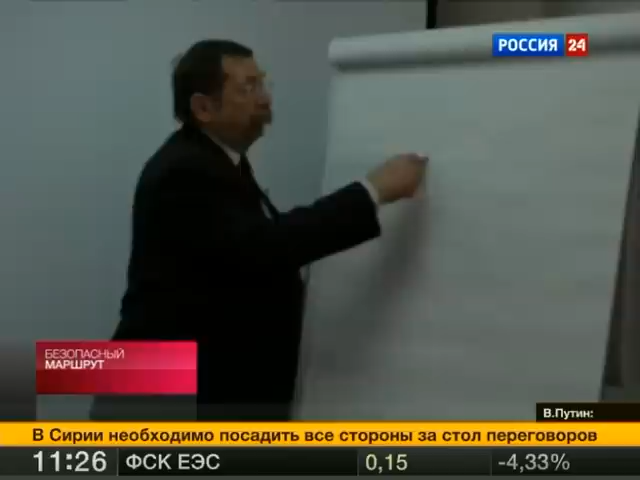 РОССИЯ 24
БЕЗОПАСНЫЙ
МАРШРУТ
В.Путин:
В Сирии необходимо посадить все стороны за стол переговоров
11:26 ФСК ЕЭС 0,15 -4,33%